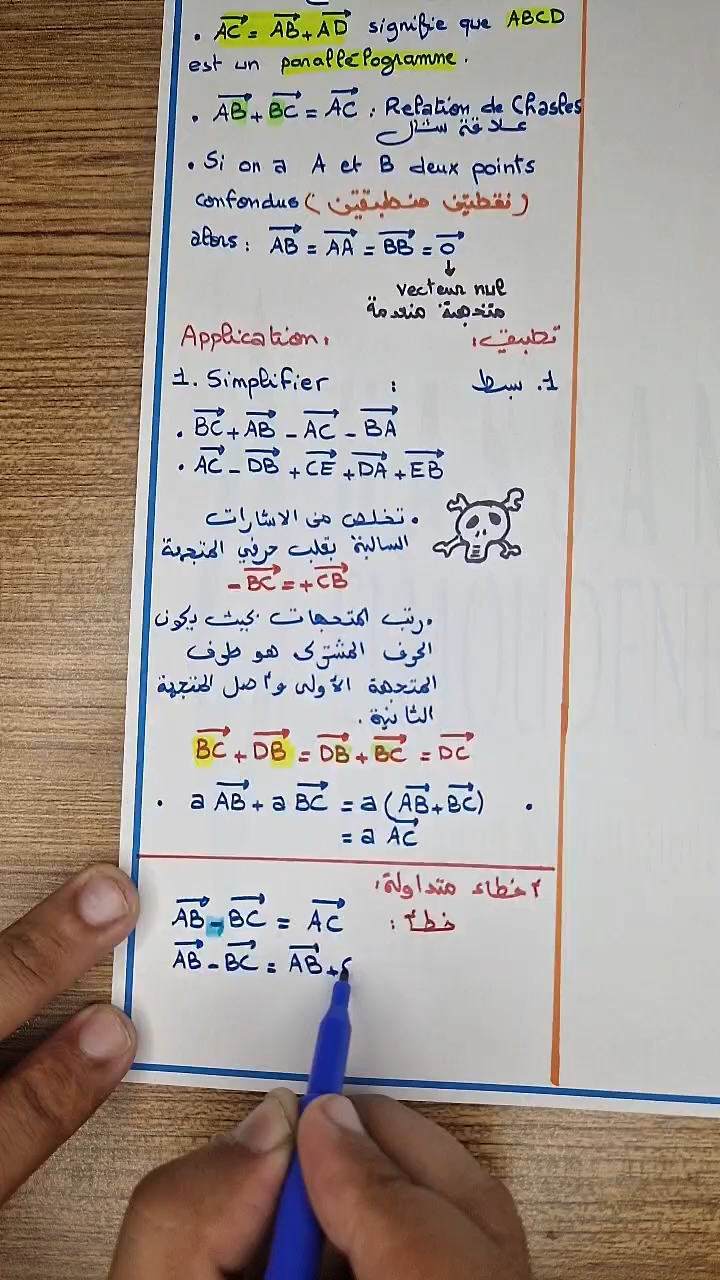 . AC = AB + AD signifie que ABCD
est un parallélogramme.
. AB + BC = AC : Relation de Chasles
علاقة شال
. Si on a A et B deux points
confondus (نقطتين منطبقتين)
alors : AB = AA = BB = 0
vecteur nul
متجهة منعدمة
Application: تطبيق:
1. Simplifier : 1. بسط
. BC + AB - AC - BA
. AC - DB + CE + DA + EB
. تخلص من الاشارات
السالبة بقلب حرفي المتجهة
- BC = + CB
. رتب المتجهات بحيث يكون
الحرف المشترك هو طرف
المتجهة الأولى وأصل المتجهة
الثانية.
BC + DB = DB + BC = DC
. a AB + a BC = a (AB + BC) .
= a AC
أخطاء متداولة:
AB - BC = AC خطأ :
AB - BC = AB +